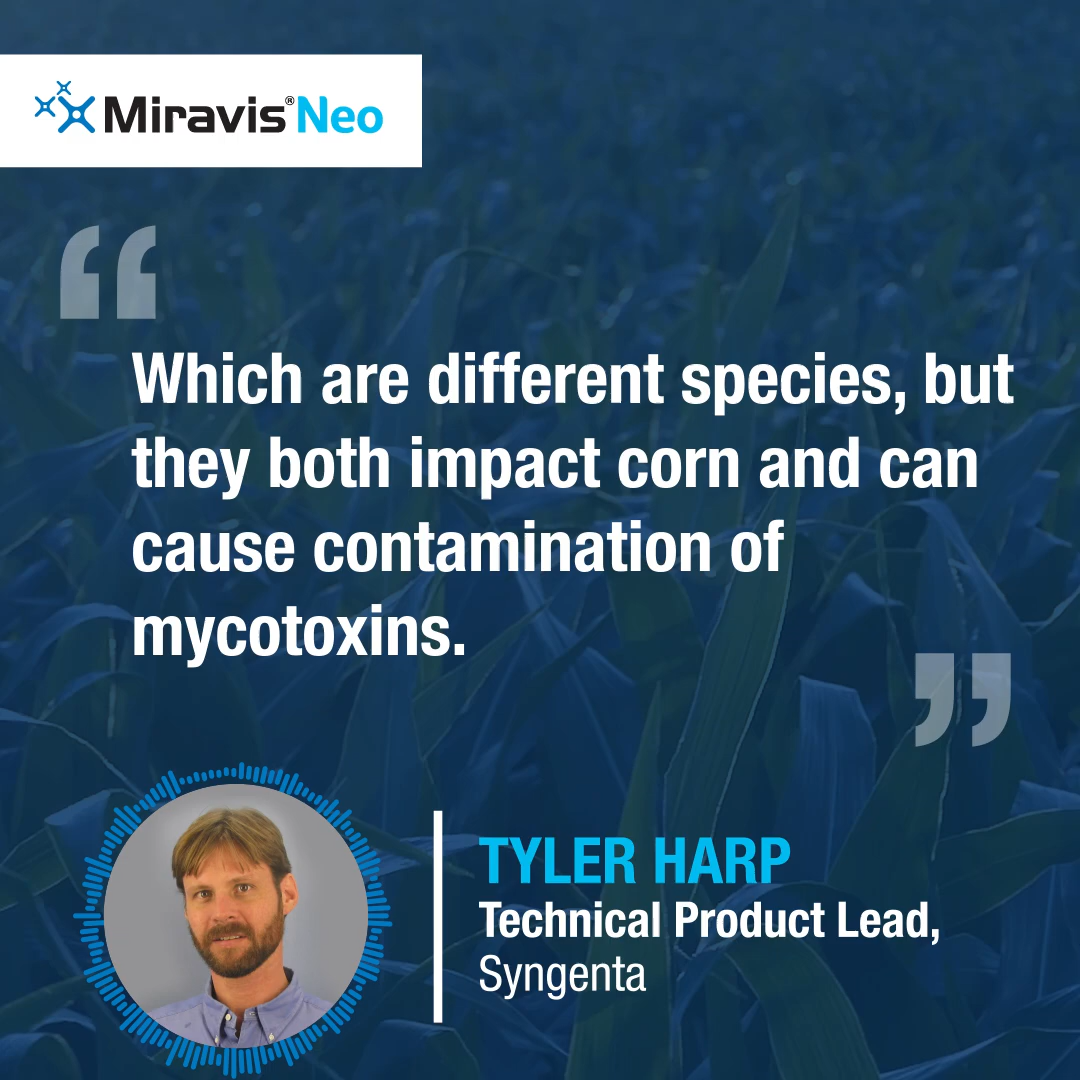 Miravis® Neo
“
Which are different species, but
they both impact corn and can
cause contamination of
mycotoxins.
”
TYLER HARP
Technical Product Lead,
Syngenta